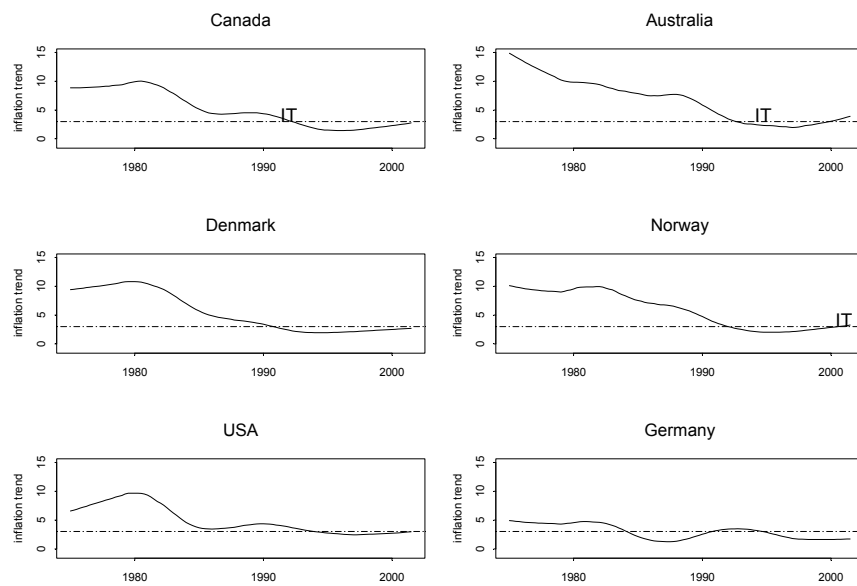 Canada
inflation trend
0 5 10 15
IT
1980 1990 2000
Australia
inflation trend
0 5 10 15
IT
1980 1990 2000
Denmark
inflation trend
0 5 10 15
1980 1990 2000
Norway
inflation trend
0 5 10 15
IT
1980 1990 2000
USA
inflation trend
0 5 10 15
1980 1990 2000
Germany
inflation trend
0 5 10 15
1980 1990 2000